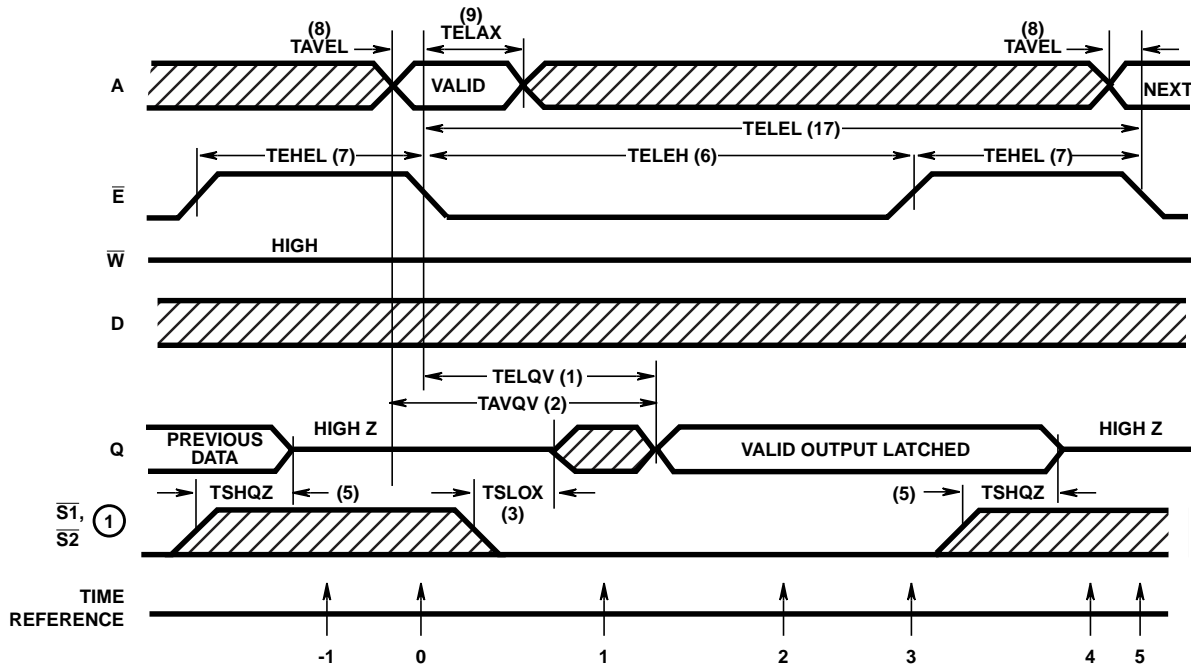 (8) (9) (8)
TAVEL TELAX TAVEL
A VALID NEXT
TELEL (17)
TEHEL (7) TELEH (6) TEHEL (7)
E
HIGH
W
D
TELQV (1)
TAVQV (2)
PREVIOUS DATA HIGH Z VALID OUTPUT LATCHED HIGH Z
Q
TSHQZ (5) TSLOX (3) (5) TSHQZ
S1, S2 1
TIME REFERENCE
-1 0 1 2 3 4 5